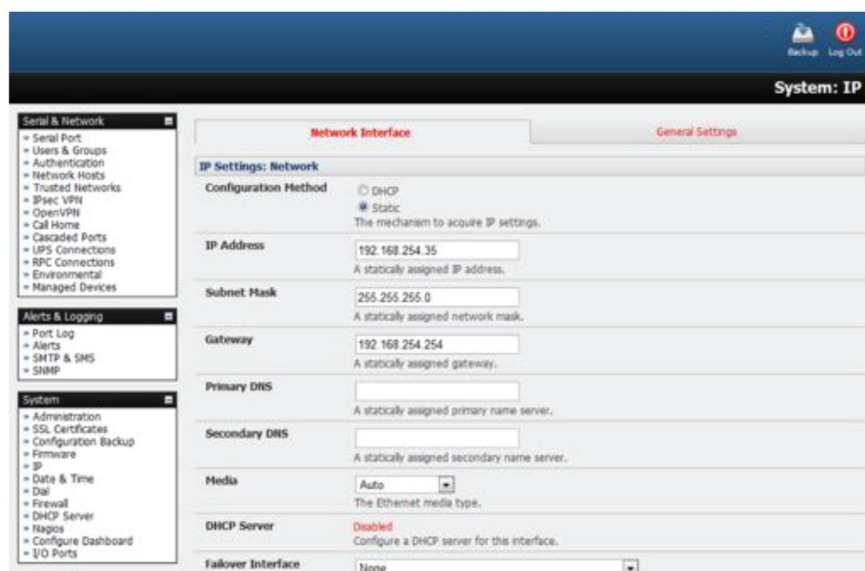 Backup Log Out
System: IP
Serial & Network
» Serial Port
» Users & Groups
» Authentication
» Network Hosts
» Trusted Networks
» IPsec VPN
» OpenVPN
» Call Home
» Cascaded Ports
» UPS Connections
» RPC Connections
» Environmental
» Managed Devices
Alerts & Logging
» Port Log
» Alerts
» SMTP & SMS
» SNMP
System
» Administration
» SSL Certificates
» Configuration Backup
» Firmware
» IP
» Date & Time
» Dial
» Firewall
» DHCP Server
» Nagios
» Configure Dashboard
» I/O Ports
Network Interface
General Settings
IP Settings: Network
Configuration Method
DHCP
Static
The mechanism to acquire IP settings.
IP Address
192.168.254.35
A statically assigned IP address.
Subnet Mask
255.255.255.0
A statically assigned network mask.
Gateway
192.168.254.254
A statically assigned gateway.
Primary DNS
A statically assigned primary name server.
Secondary DNS
A statically assigned secondary name server.
Media
Auto
The Ethernet media type.
DHCP Server
Disabled
Configure a DHCP server for this interface.
Failover Interface
None